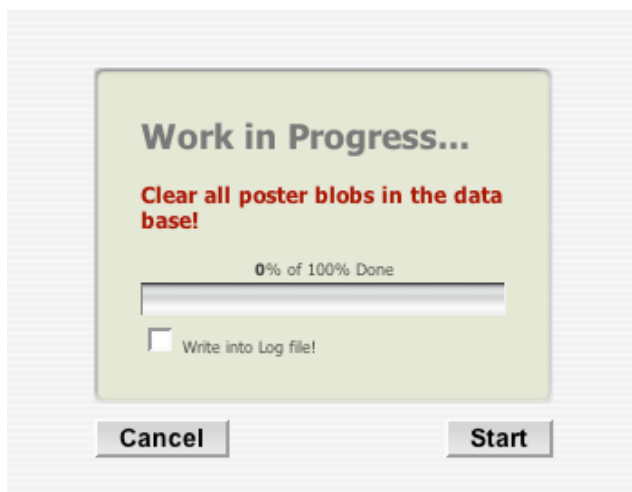 Work in Progress...
Clear all poster blobs in the data
base!
0% of 100% Done
Write into Log file!
Cancel
Start